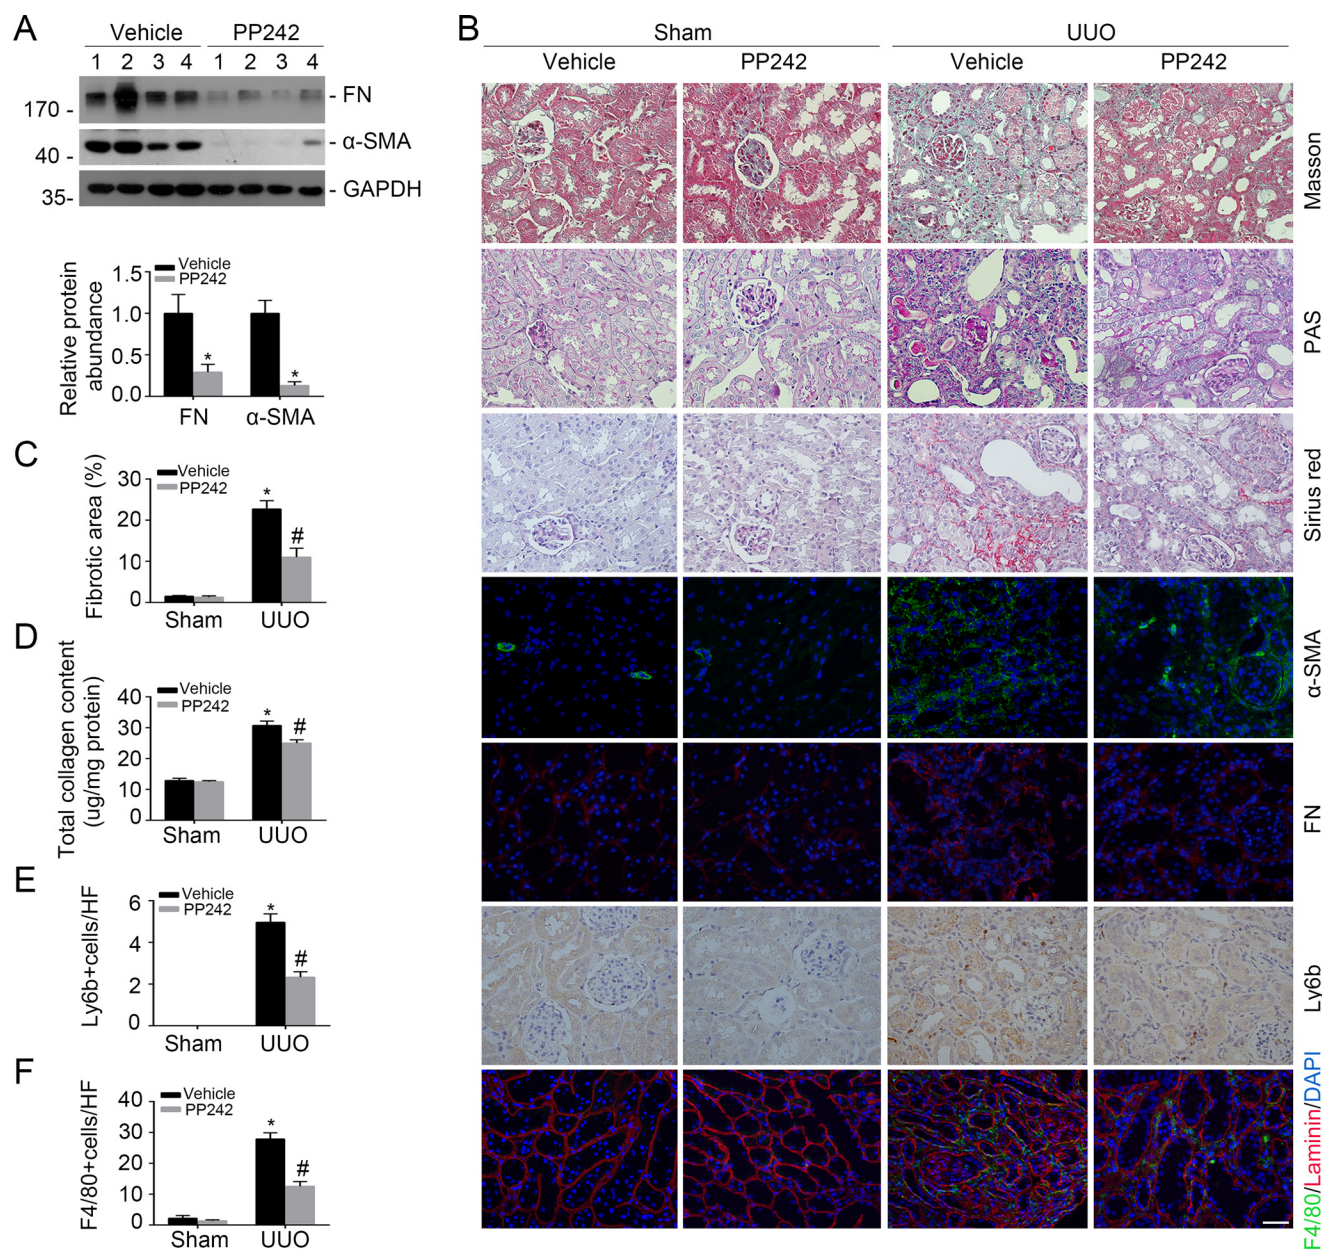 A
Vehicle PP242
1 2 3 4 1 2 3 4
170 - - FN
40 - - α-SMA
35- - GAPDH
Vehicle
PP242
Relative protein
abundance
1.5
1.0
0.5
0.0
* *
FN α-SMA
B
Sham UUO
Vehicle PP242 Vehicle PP242
Masson
PAS
Sirius red
α-SMA
FN
Ly6b
F4/80/Laminin/DAPI
C
Vehicle
PP242
Fibrotic area (%)
30
20
10
0
* #
Sham UUO
D
Vehicle
PP242
Total collagen content
(ug/mg protein)
40
30
20
10
0
* #
Sham UUO
E
Vehicle
PP242
Ly6b+cells/HF
6
4
2
0
* #
Sham UUO
F
Vehicle
PP242
F4/80+cells/HF
40
30
20
10
0
* #
Sham UUO